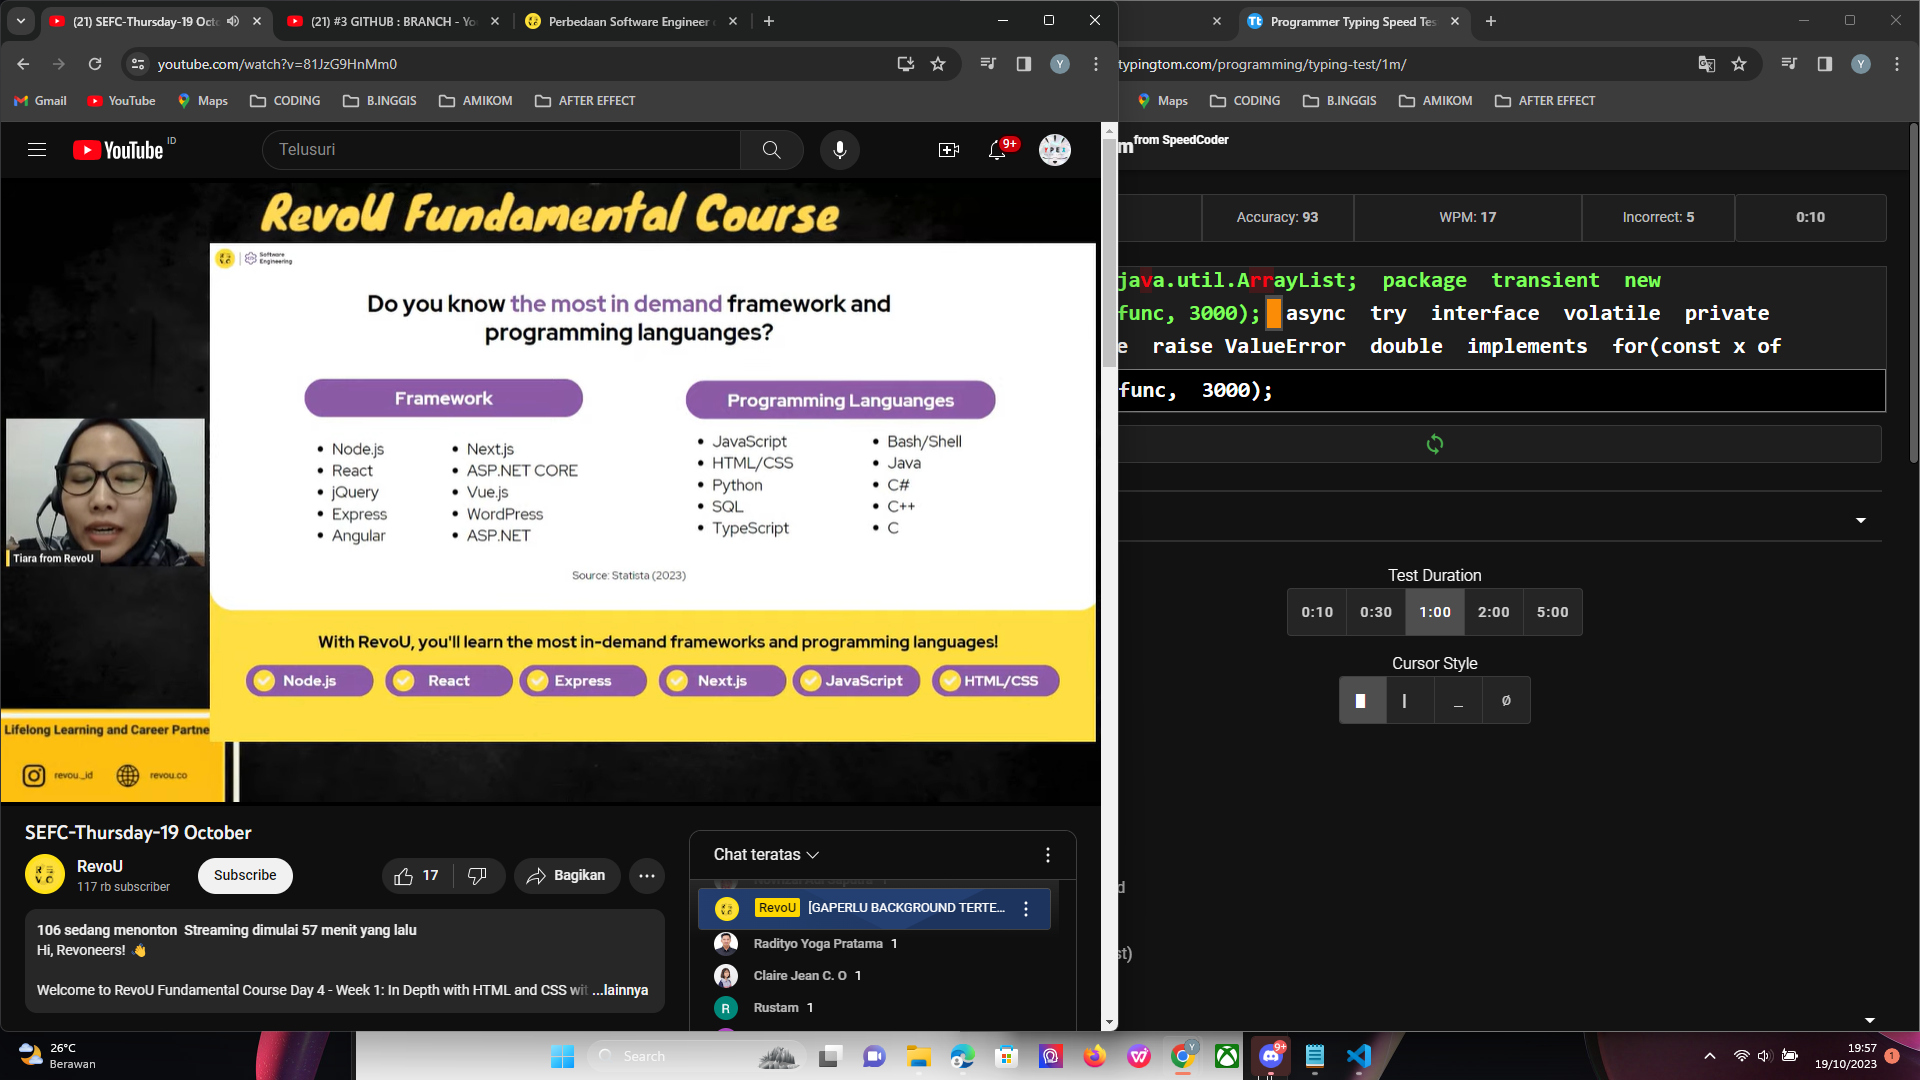 (21) SEFC-Thursday-19 Octo
(21) #3 GITHUB : BRANCH - Yo
Perbedaan Software Engineer
youtube.com/watch?v=81JzG9HnMm0
Y
Gmail
YouTube
Maps
CODING
B.INGGIS
AMIKOM
AFTER EFFECT
YouTube ID
Telusuri
9+
RevoU Fundamental Course
Software
Engineering
Do you know the most in demand framework and
programming languanges?
Framework
Programming Languanges
• Node.js
• React
• jQuery
• Express
• Angular
• Next.js
• ASP.NET CORE
• Vue.js
• WordPress
• ASP.NET
• JavaScript
• HTML/CSS
• Python
• SQL
• TypeScript
• Bash/Shell
• Java
• C#
• C++
• C
Source: Statista (2023)
Tiara from RevoU
With RevoU, you'll learn the most in-demand frameworks and programming languages!
Node.js
React
Express
Next.js
JavaScript
HTML/CSS
Lifelong Learning and Career Partne
revou_id
revou.co
SEFC-Thursday-19 October
RevoU
117 rb subscriber
Subscribe
17
Bagikan
106 sedang menonton Streaming dimulai 57 menit yang lalu
Hi, Revoneers! 👋
Welcome to RevoU Fundamental Course Day 4 - Week 1: In Depth with HTML and CSS wit ...lainnya
Chat teratas
RevoU [GAPERLU BACKGROUND TERTE...
Radityo Yoga Pratama 1
Claire Jean C. O 1
R Rustam 1
Programmer Typing Speed Tes
typingtom.com/programming/typing-test/1m/
Y
Maps
CODING
B.INGGIS
AMIKOM
AFTER EFFECT
m from SpeedCoder
Accuracy: 93
WPM: 17
Incorrect: 5
0:10
java.util.ArrayList; package transient new
func, 3000); async try interface volatile private
e raise ValueError double implements for(const x of
func, 3000);
Test Duration
0:10 0:30 1:00 2:00 5:00
Cursor Style
d
st)
26°C
Berawan
Search
9+
19:57
19/10/2023
1